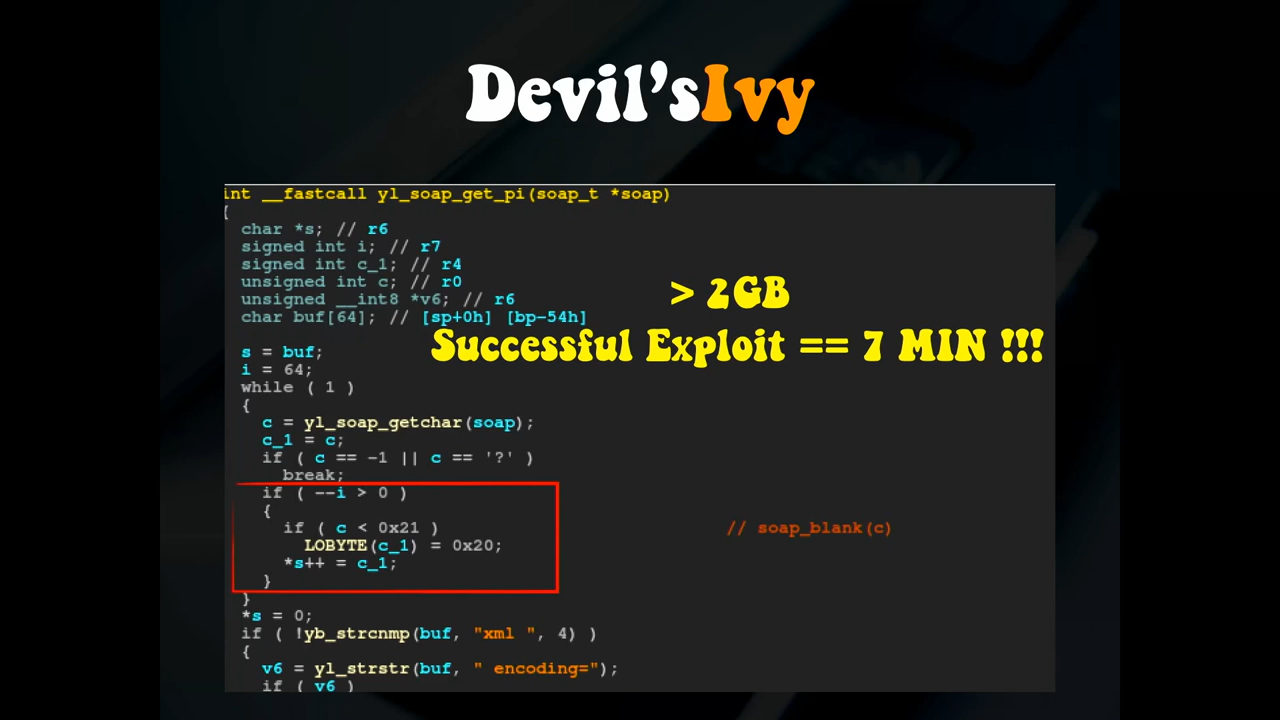 Devil'sIvy
int __fastcall yl_soap_get_pi(soap_t *soap)
{
char *s; // r6
signed int i; // r7
signed int c_1; // r4
unsigned int c; // r0
unsigned __int8 *v6; // r6
char buf[64]; // [sp+0h] [bp-54h]
> 2GB
Successful Exploit == 7 MIN !!!
s = buf;
i = 64;
while ( 1 )
{
c = yl_soap_getchar(soap);
c_1 = c;
if ( c == -1 || c == '?' )
break;
if ( --i > 0 )
{
if ( c < 0x21 ) // soap_blank(c)
LOBYTE(c_1) = 0x20;
*s++ = c_1;
}
}
*s = 0;
if ( !yb_strcnmp(buf, "xml ", 4) )
{
v6 = yl_strstr(buf, " encoding=");
if ( v6 )